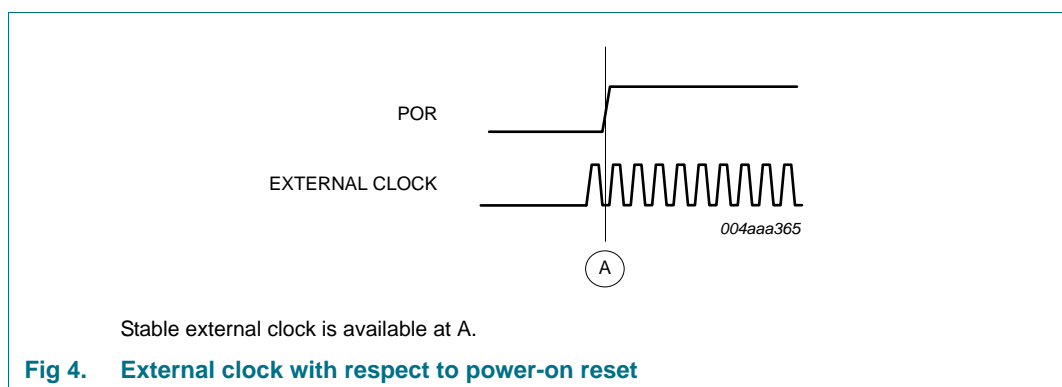 POR
EXTERNAL CLOCK
004aaa365
A
Stable external clock is available at A.
Fig 4. External clock with respect to power-on reset